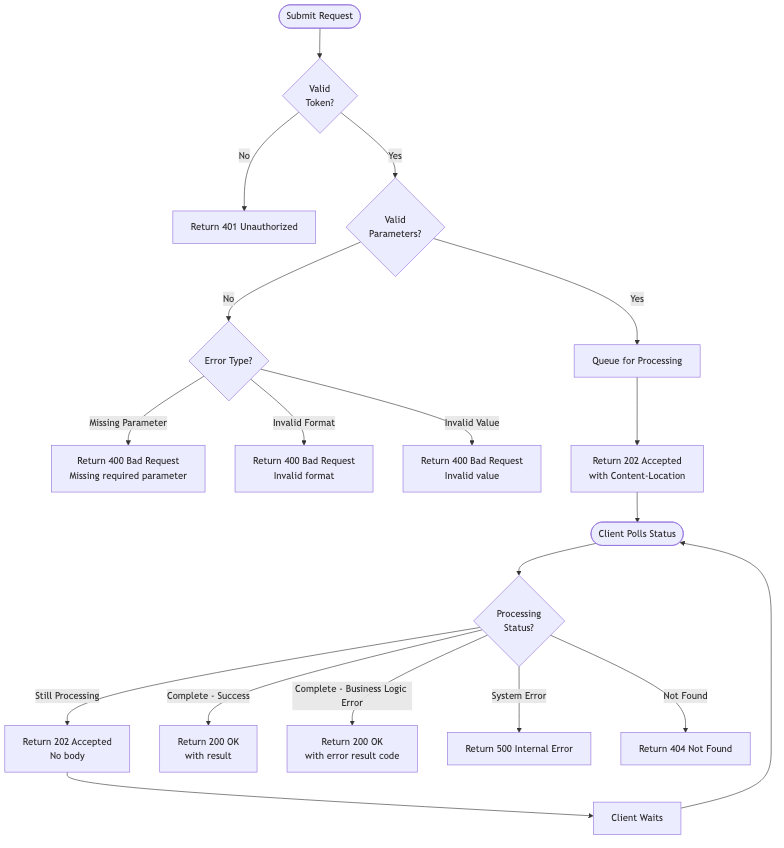 Submit Request
Valid
Token?
No
Yes
Return 401 Unauthorized
Valid
Parameters?
No
Yes
Error Type?
Queue for Processing
Missing Parameter
Invalid Format
Invalid Value
Return 400 Bad Request
Missing required parameter
Return 400 Bad Request
Invalid format
Return 400 Bad Request
Invalid value
Return 202 Accepted
with Content-Location
Client Polls Status
Processing
Status?
Still Processing
Complete - Success
Complete - Business Logic
Error
System Error
Not Found
Return 202 Accepted
No body
Return 200 OK
with result
Return 200 OK
with error result code
Return 500 Internal Error
Return 404 Not Found
Client Waits